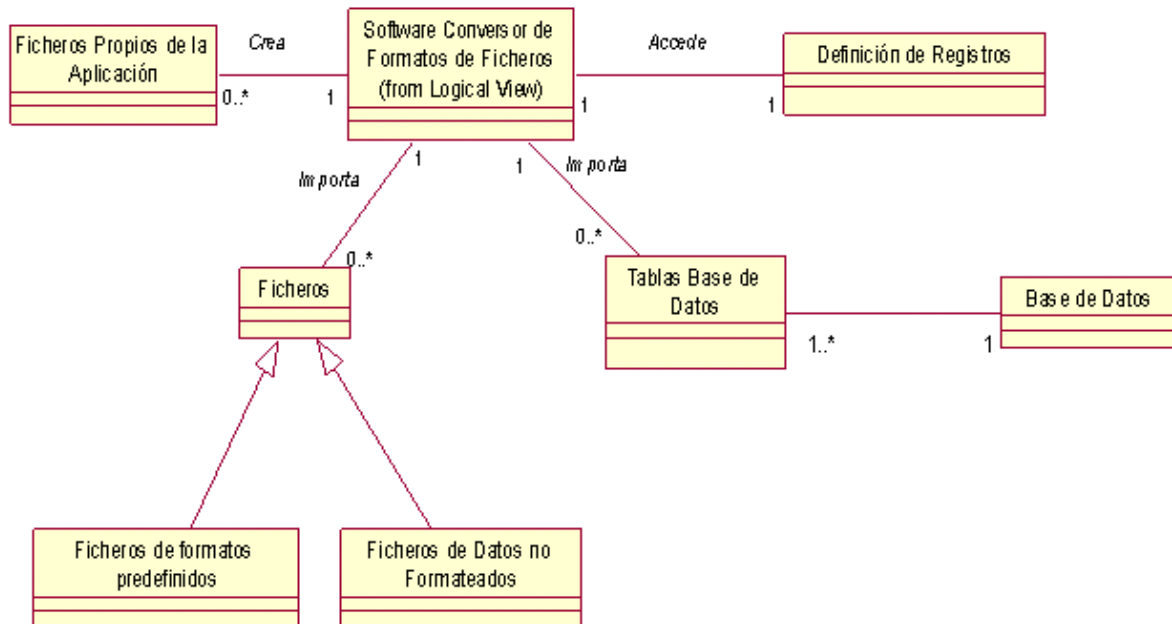 Ficheros Propios de la
Aplicación
Crea
0..*
1
Software Conversor de
Formatos de Ficheros
(from Logical View)
Accede
1
1
Definición de Registros
Importa
1
0..*
1
Importa
0..*
Ficheros
Tablas Base de
Datos
1..*
1
Base de Datos
Ficheros de formatos
predefinidos
Ficheros de Datos no
Formateados